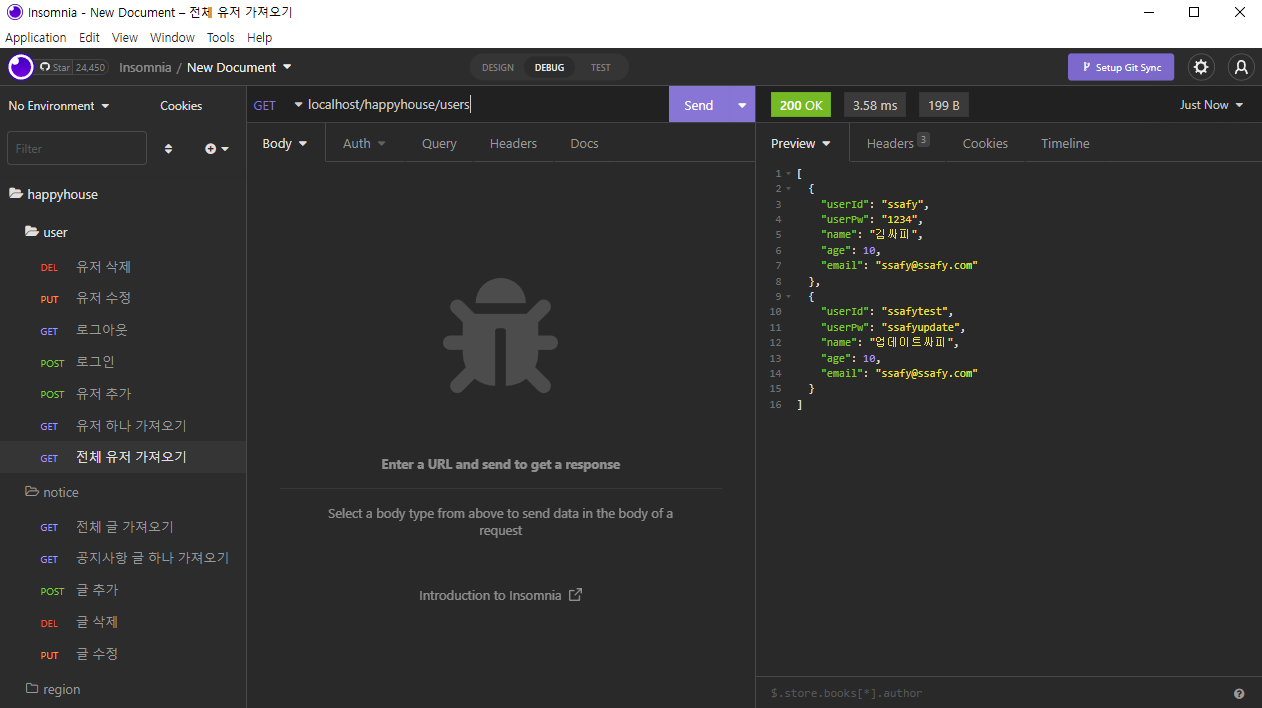 Insomnia - New Document – 전체 유저 가져오기
Application Edit View Window Tools Help
Star 24,450 Insomnia / New Document DESIGN DEBUG TEST Setup Git Sync
No Environment Cookies
GET localhost/happyhouse/users Send
200 OK 3.58 ms 199 B Just Now
Filter
Body Auth Query Headers Docs
Preview Headers 3 Cookies Timeline
happyhouse
user
DEL 유저 삭제
PUT 유저 수정
GET 로그아웃
POST 로그인
POST 유저 추가
GET 유저 하나 가져오기
GET 전체 유저 가져오기
notice
GET 전체 글 가져오기
GET 공지사항 글 하나 가져오기
POST 글 추가
DEL 글 삭제
PUT 글 수정
region
Enter a URL and send to get a response
Select a body type from above to send data in the body of a
request
Introduction to Insomnia
1 [
2 {
3 "userId": "ssafy",
4 "userPw": "1234",
5 "name": "김싸피",
6 "age": 10,
7 "email": "ssafy@ssafy.com"
8 },
9 {
10 "userId": "ssafytest",
11 "userPw": "ssafyupdate",
12 "name": "업데이트싸피",
13 "age": 10,
14 "email": "ssafy@ssafy.com"
15 }
16 ]
$.store.books[*].author